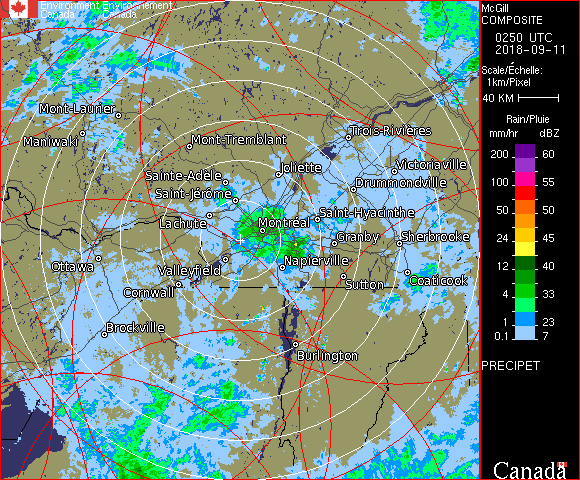 Environment Environnement
Canada Canada
Mont-Laurier
Maniwaki
Mont-Tremblant
Trois-Rivières
Sainte-Adèle
Joliette
Victoriaville
Saint-Jérôme
Drummondville
Lachute
Montréal
Saint-Hyacinthe
Granby
Sherbrooke
Ottawa
Valleyfield
Napierville
Cornwall
Sutton
Coaticook
Brockville
Burlington
McGill
COMPOSITE
0250 UTC
2018-09-11
Scale/Échelle:
1km/Pixel
40 KM
Rain/Pluie
mm/hr dBZ
200 60
100 55
50 50
24 45
12 40
4 33
1 23
0.1 7
PRECIPET
Canada